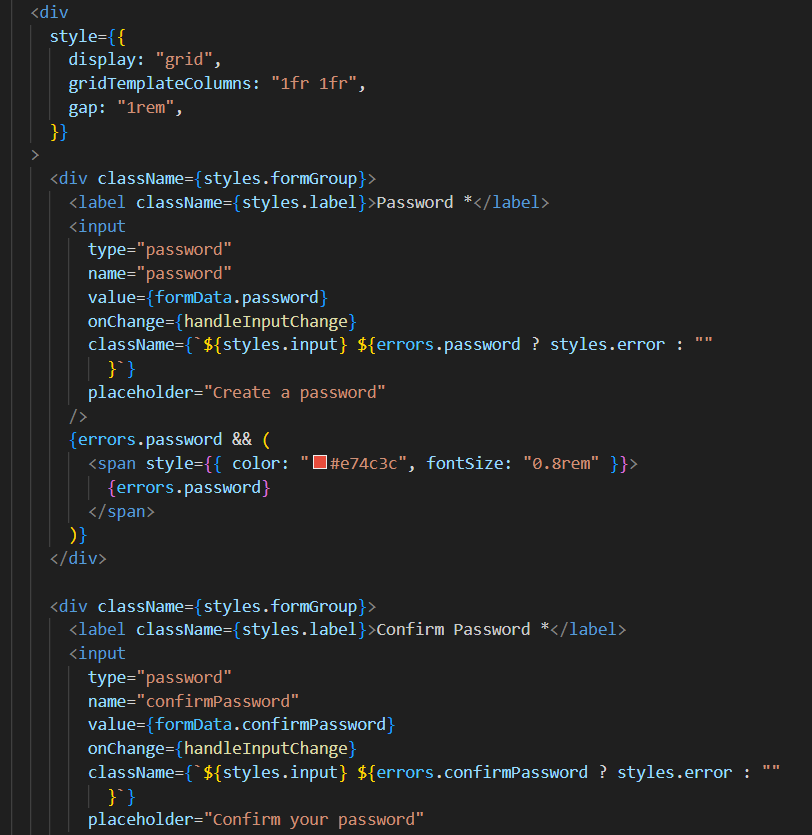 <div
style={{
display: "grid",
gridTemplateColumns: "1fr 1fr",
gap: "1rem",
}}
>
<div className={styles.formGroup}>
<label className={styles.label}>Password *</label>
<input
type="password"
name="password"
value={formData.password}
onChange={handleInputChange}
className={`${styles.input} ${errors.password ? styles.error : ""
}`}
placeholder="Create a password"
/>
{errors.password && (
<span style={{ color: "#e74c3c", fontSize: "0.8rem" }}>
{errors.password}
</span>
)}
</div>
<div className={styles.formGroup}>
<label className={styles.label}>Confirm Password *</label>
<input
type="password"
name="confirmPassword"
value={formData.confirmPassword}
onChange={handleInputChange}
className={`${styles.input} ${errors.confirmPassword ? styles.error : ""
}`}
placeholder="Confirm your password"